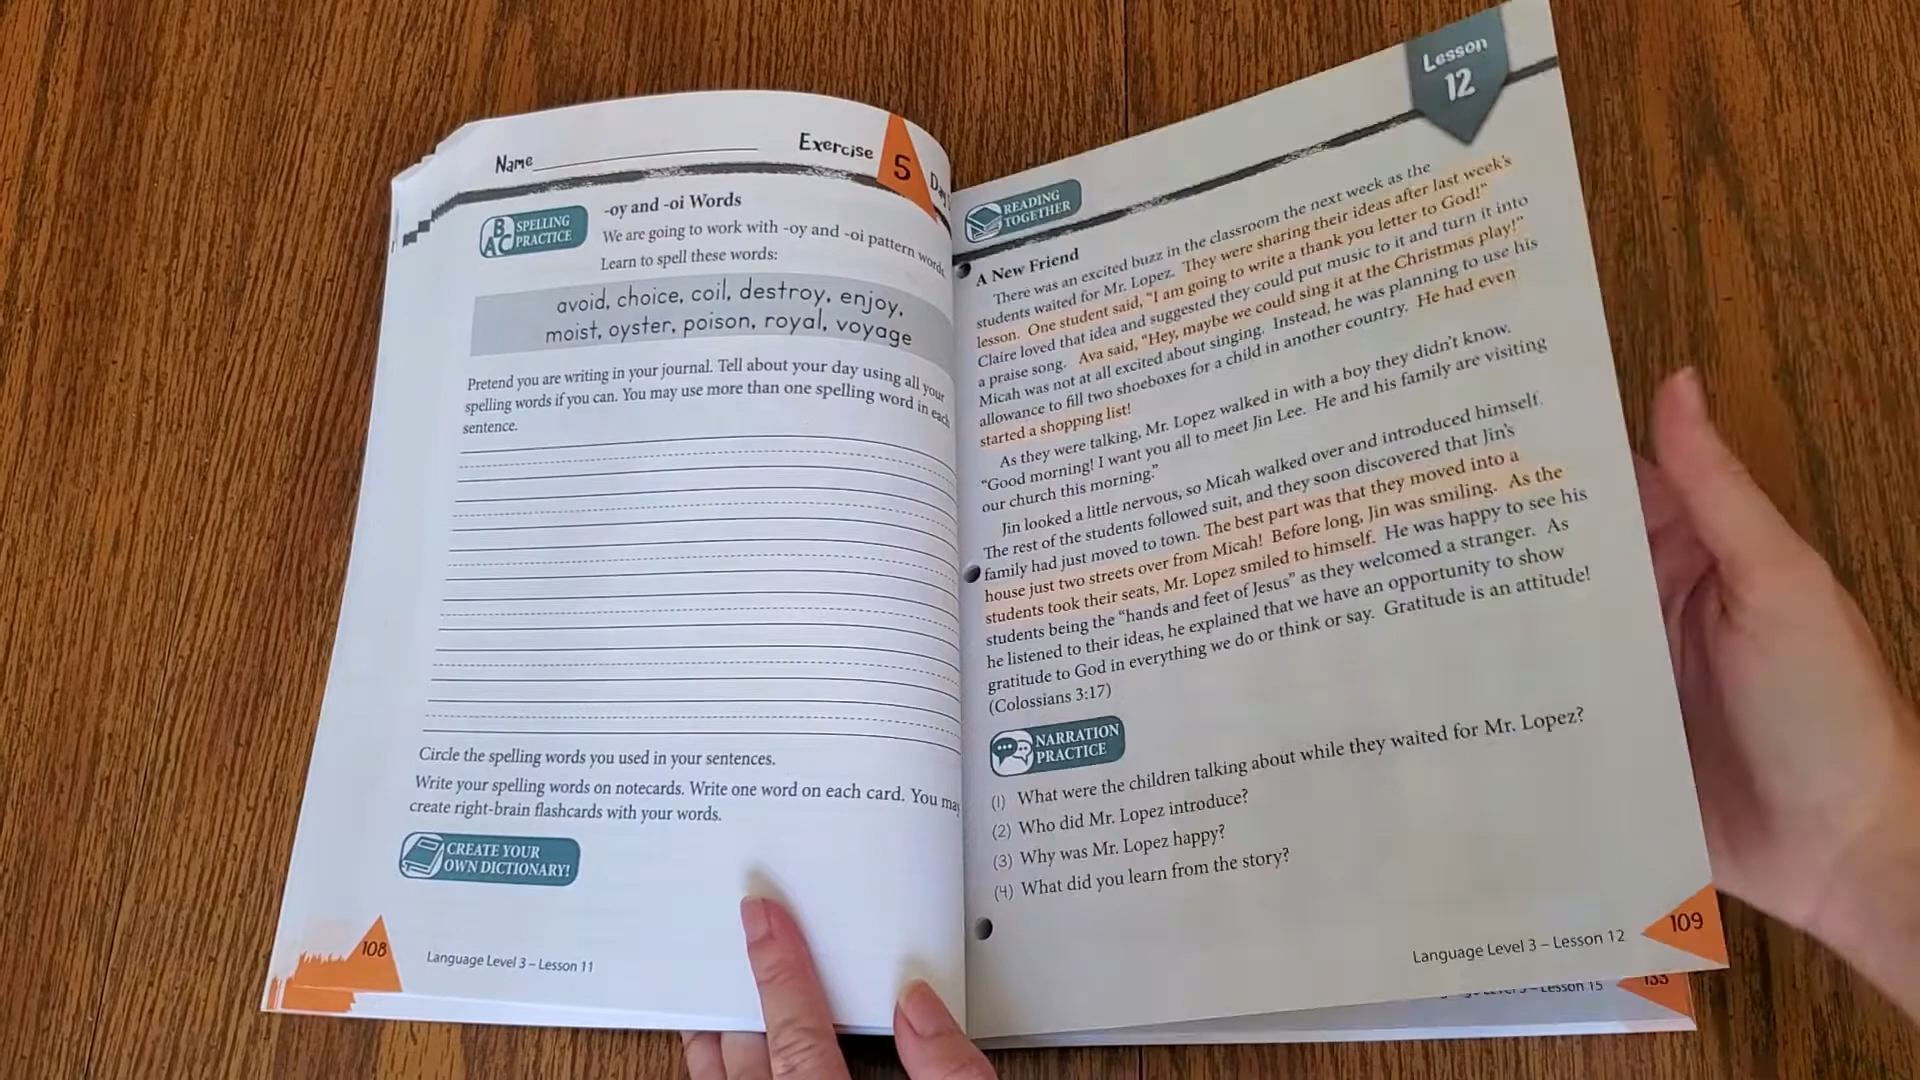 Name
Exercise
5
SPELLING
PRACTICE
-oy and -oi Words
We are going to work with -oy and -oi pattern words.
Learn to spell these words:
avoid, choice, coil, destroy, enjoy,
moist, oyster, poison, royal, voyage
Pretend you are writing in your journal. Tell about your day using all your
spelling words if you can. You may use more than one spelling word in each
sentence.
Circle the spelling words you used in your sentences.
Write your spelling words on notecards. Write one word on each card. You may
create right-brain flashcards with your words.
CREATE YOUR
OWN DICTIONARY!
108
Language Level 3 – Lesson 11
Lesson
12
READING
TOGETHER
A New Friend
There was an excited buzz in the classroom the next week as the
students waited for Mr. Lopez. They were sharing their ideas after last week's
lesson. One student said, "I am going to write a thank you letter to God!"
Claire loved that idea and suggested they could put music to it and turn it into
a praise song. Ava said, "Hey, maybe we could sing it at the Christmas play!"
Micah was not at all excited about singing. Instead, he was planning to use his
allowance to fill two shoeboxes for a child in another country. He had even
started a shopping list!
As they were talking, Mr. Lopez walked in with a boy they didn't know.
"Good morning! I want you all to meet Jin Lee. He and his family are visiting
our church this morning."
Jin looked a little nervous, so Micah walked over and introduced himself.
The rest of the students followed suit, and they soon discovered that Jin's
family had just moved to town. The best part was that they moved into a
house just two streets over from Micah! Before long, Jin was smiling. As the
students took their seats, Mr. Lopez smiled to himself. He was happy to see his
students being the "hands and feet of Jesus" as they welcomed a stranger. As
he listened to their ideas, he explained that we have an opportunity to show
gratitude to God in everything we do or think or say. Gratitude is an attitude!
(Colossians 3:17)
NARRATION
PRACTICE
(1) What were the children talking about while they waited for Mr. Lopez?
(2) Who did Mr. Lopez introduce?
(3) Why was Mr. Lopez happy?
(4) What did you learn from the story?
Language Level 3 – Lesson 12
109
Lesson 15